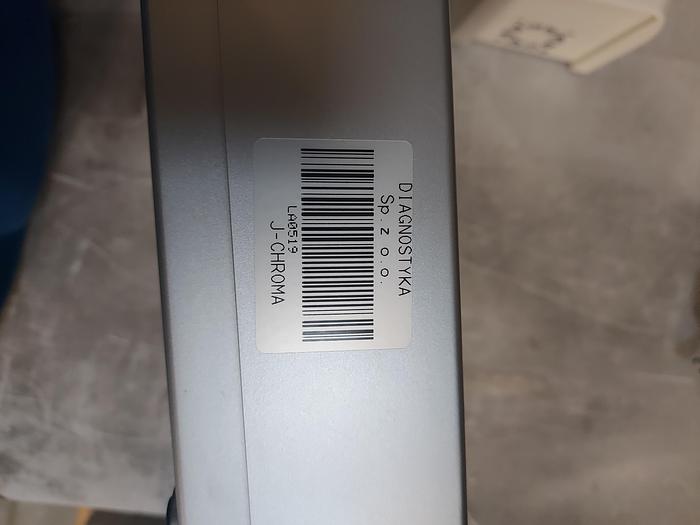 DIAGNOSTYKA
Sp. z o.o.
LA0519
J-CHROMA